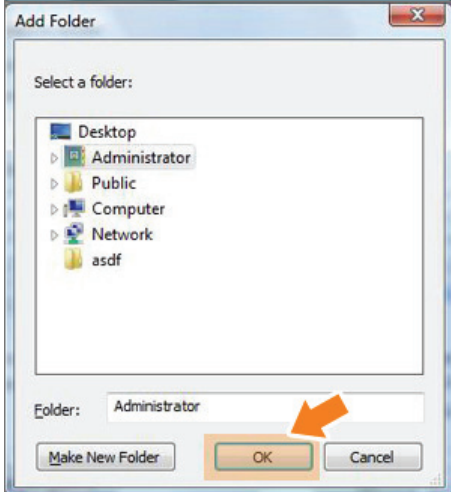 Add Folder
Select a folder:
Desktop
Administrator
Public
Computer
Network
asdf
Folder: Administrator
Make New Folder OK Cancel